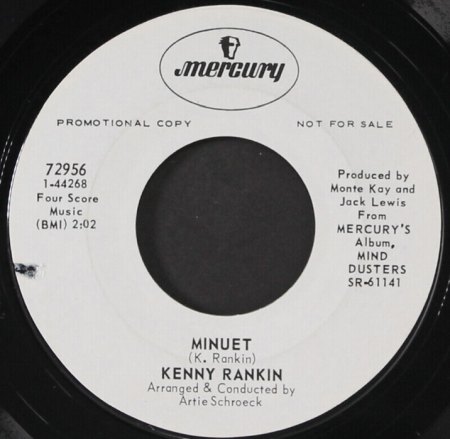 mercury
PROMOTIONAL COPY NOT FOR SALE
72956
1-44268
Four Score
Music
(BMI) 2:02
Produced by
Monte Kay and
Jack Lewis
From
MERCURY'S
Album,
MIND
DUSTERS
SR-61141
MINUET
(K. Rankin)
KENNY RANKIN
Arranged & Conducted by
Artie Schroeck